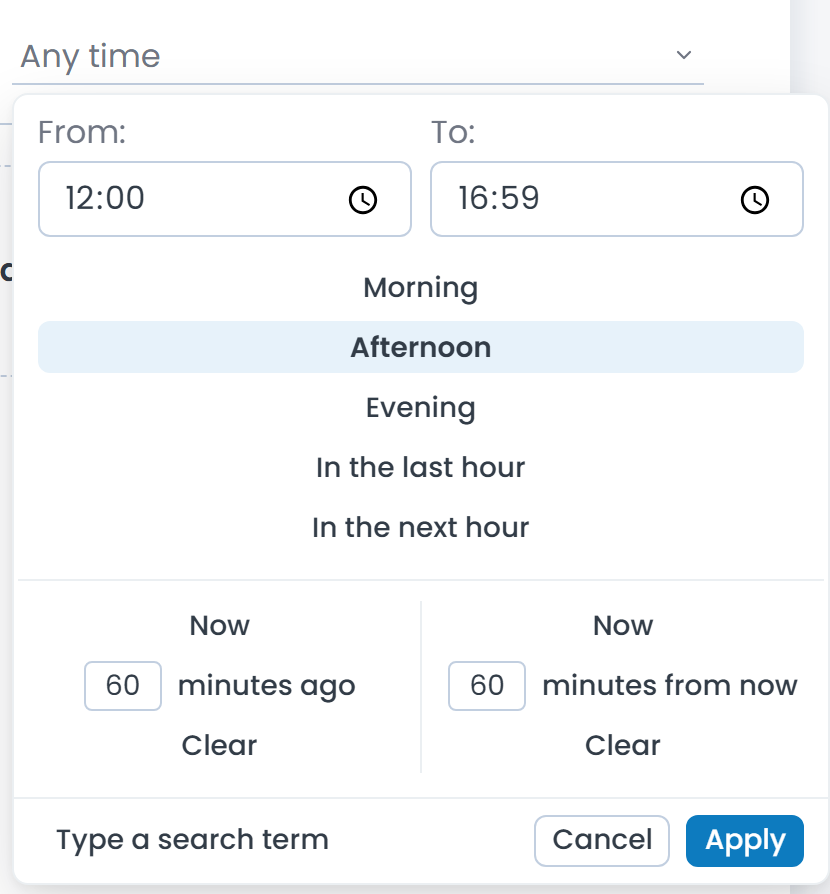 Any time
From: To:
12:00 16:59
Morning
Afternoon
Evening
In the last hour
In the next hour
Now Now
60 minutes ago 60 minutes from now
Clear Clear
Type a search term Cancel Apply